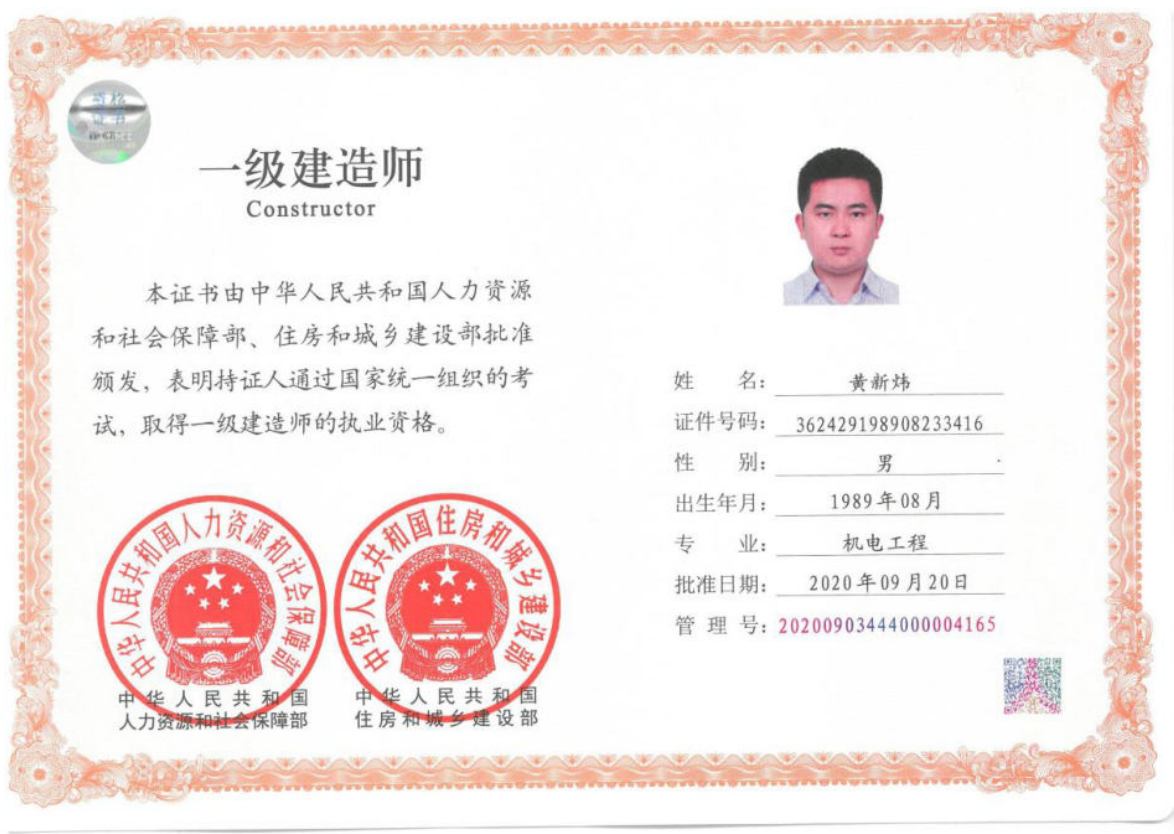 资格
证书
一级建造师
Constructor
本证书由中华人民共和国人力资源
和社会保障部、住房和城乡建设部批准
颁发，表明持证人通过国家统一组织的考
试，取得一级建造师的执业资格。
中华人民共和国人力资源和社会保障部
中华人民共和国
人力资源和社会保障部
中华人民共和国住房和城乡建设部
中华人民共和国
住房和城乡建设部
姓 名： 黄新炜
证件号码： 362429198908233416
性 别： 男
出生年月： 1989年08月
专 业： 机电工程
批准日期： 2020年09月20日
管 理 号： 20200903444000004165